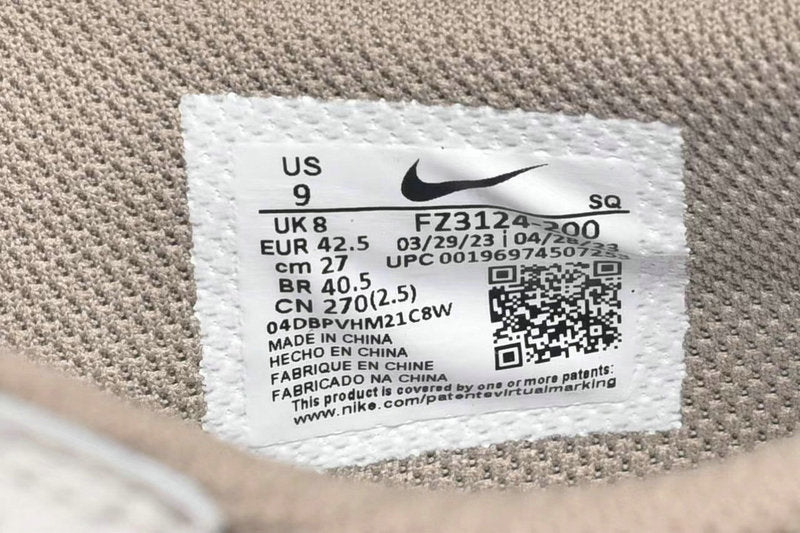 US
9
SQ
UK 8 FZ3124-200
EUR 42.5 03/29/23 | 04/28/23
cm 27 UPC
BR 40.5
CN 270(2.5)
04DBPVHM21C8W
MADE IN CHINA
HECHO EN CHINA
FABRIQUE EN CHINE
FABRICADO NA CHINA
This product is covered by one or more patents:
www.nike.com/patentsvirtualmarking